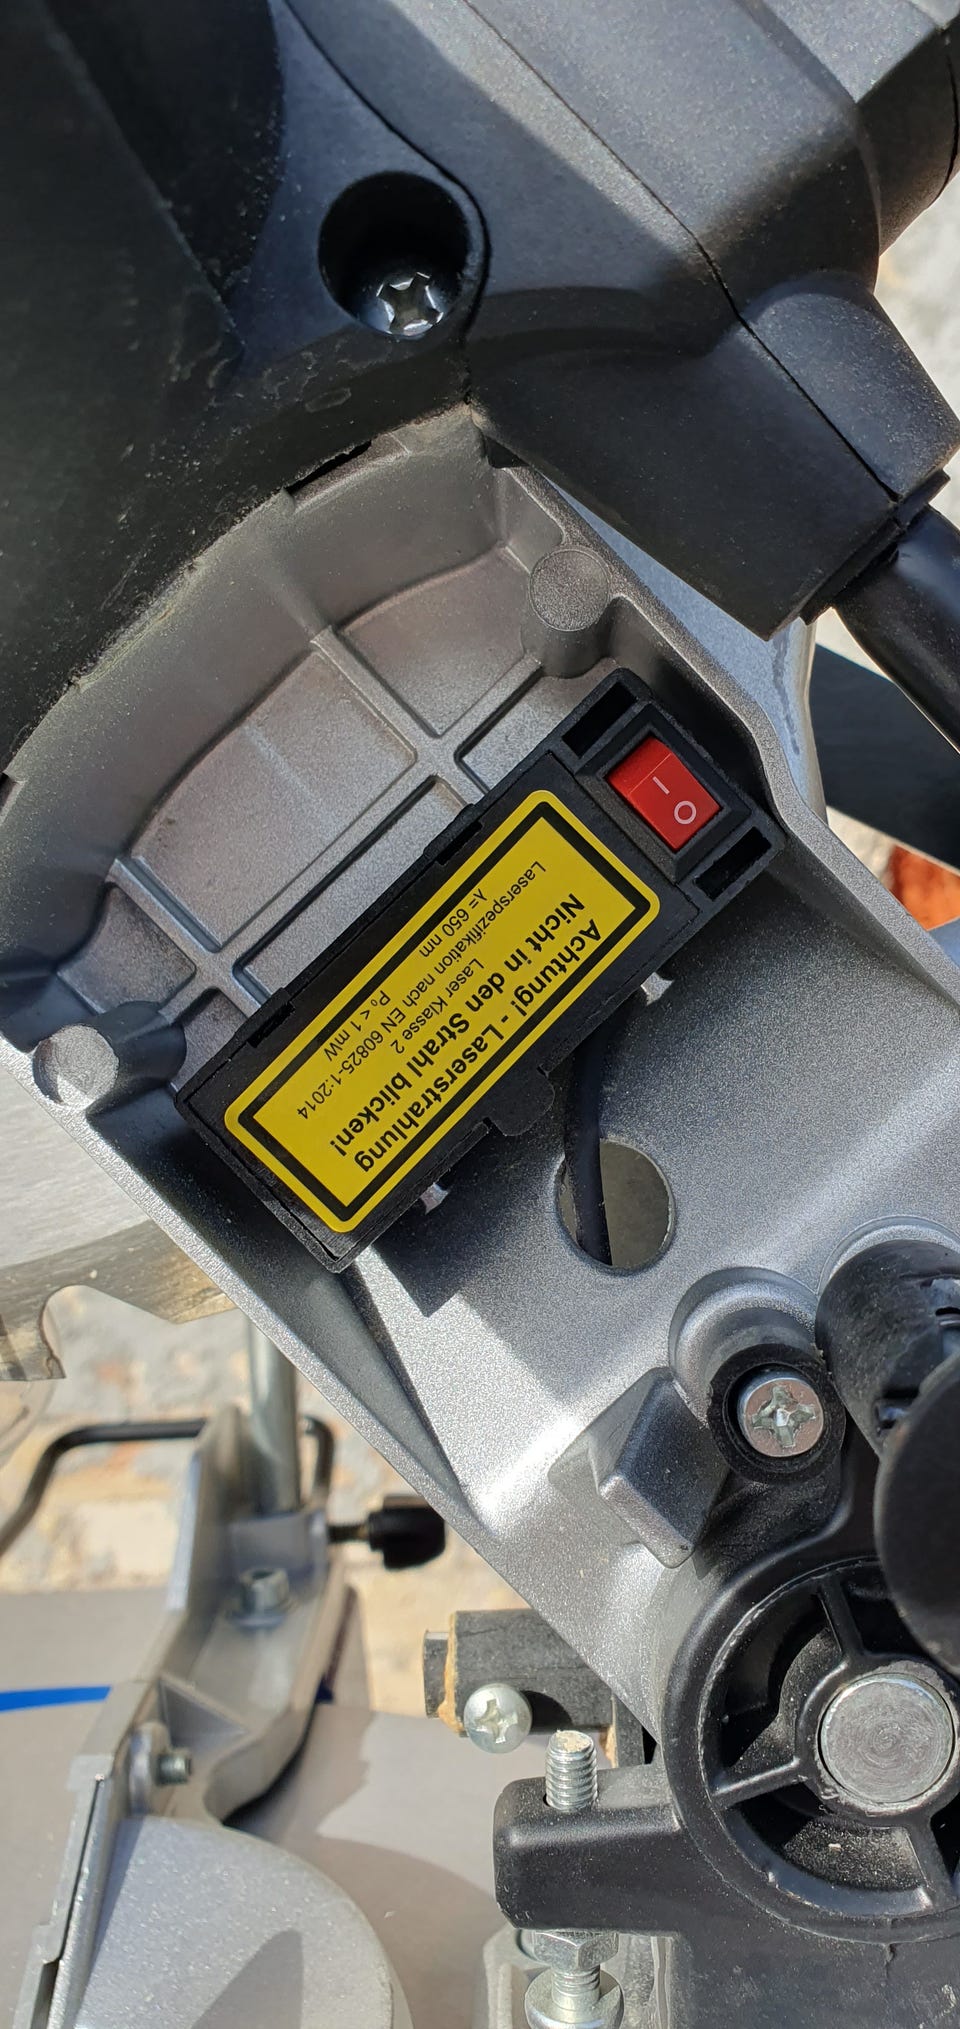 Achtung! - Laserstrahlung
Nicht in den Strahl blicken!
Laser Klasse 2
Laserspezifikation nach EN 60825-1:2014
λ= 650 nm P₀ < 1 mW
I O